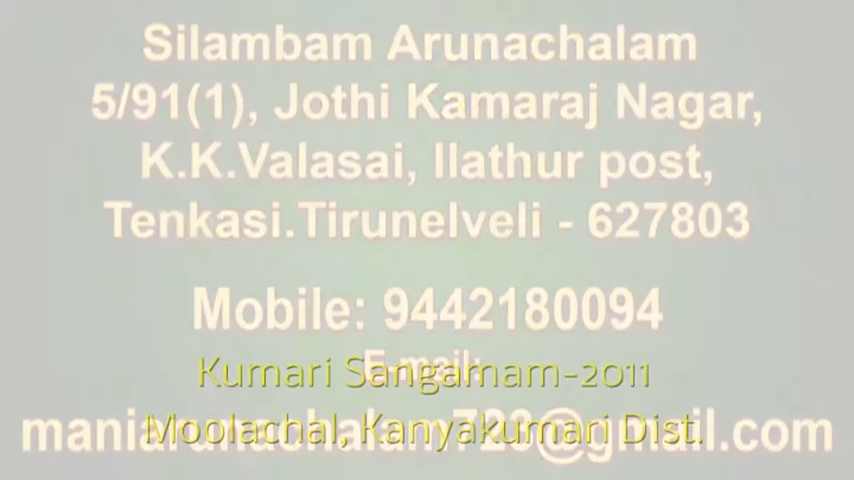 Silambam Arunachalam
5/91(1), Jothi Kamaraj Nagar,
K.K.Valasai, Ilathur post,
Tenkasi.Tirunelveli - 627803
Mobile: 9442180094
E-mail:
Kumari Sangamam-2011
Moolachal, Kanyakumari Dist.